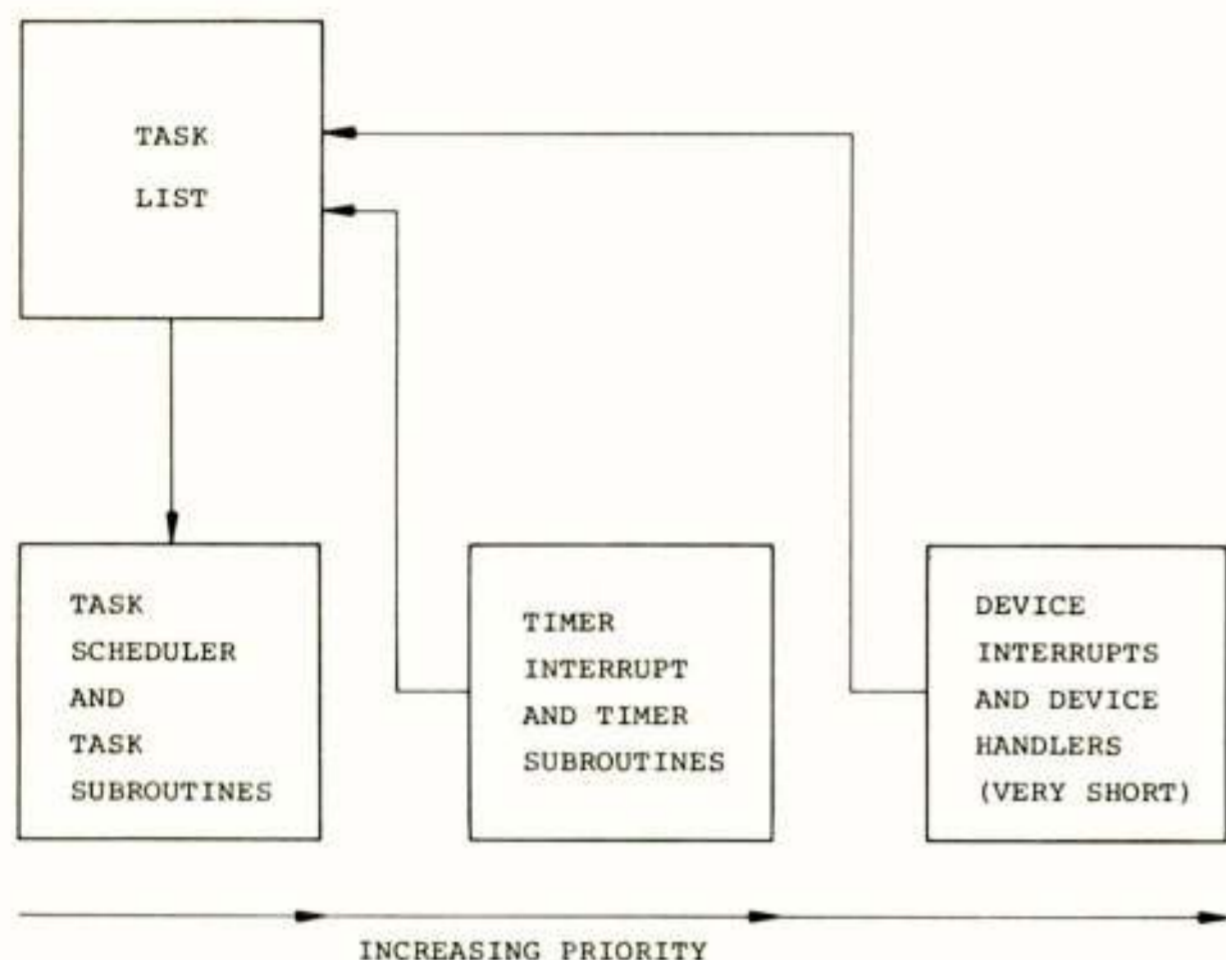 TASK
LIST
TASK
SCHEDULER
AND
TASK
SUBROUTINES
TIMER
INTERRUPT
AND TIMER
SUBROUTINES
DEVICE
INTERRUPTS
AND DEVICE
HANDLERS
(VERY SHORT)
INCREASING PRIORITY